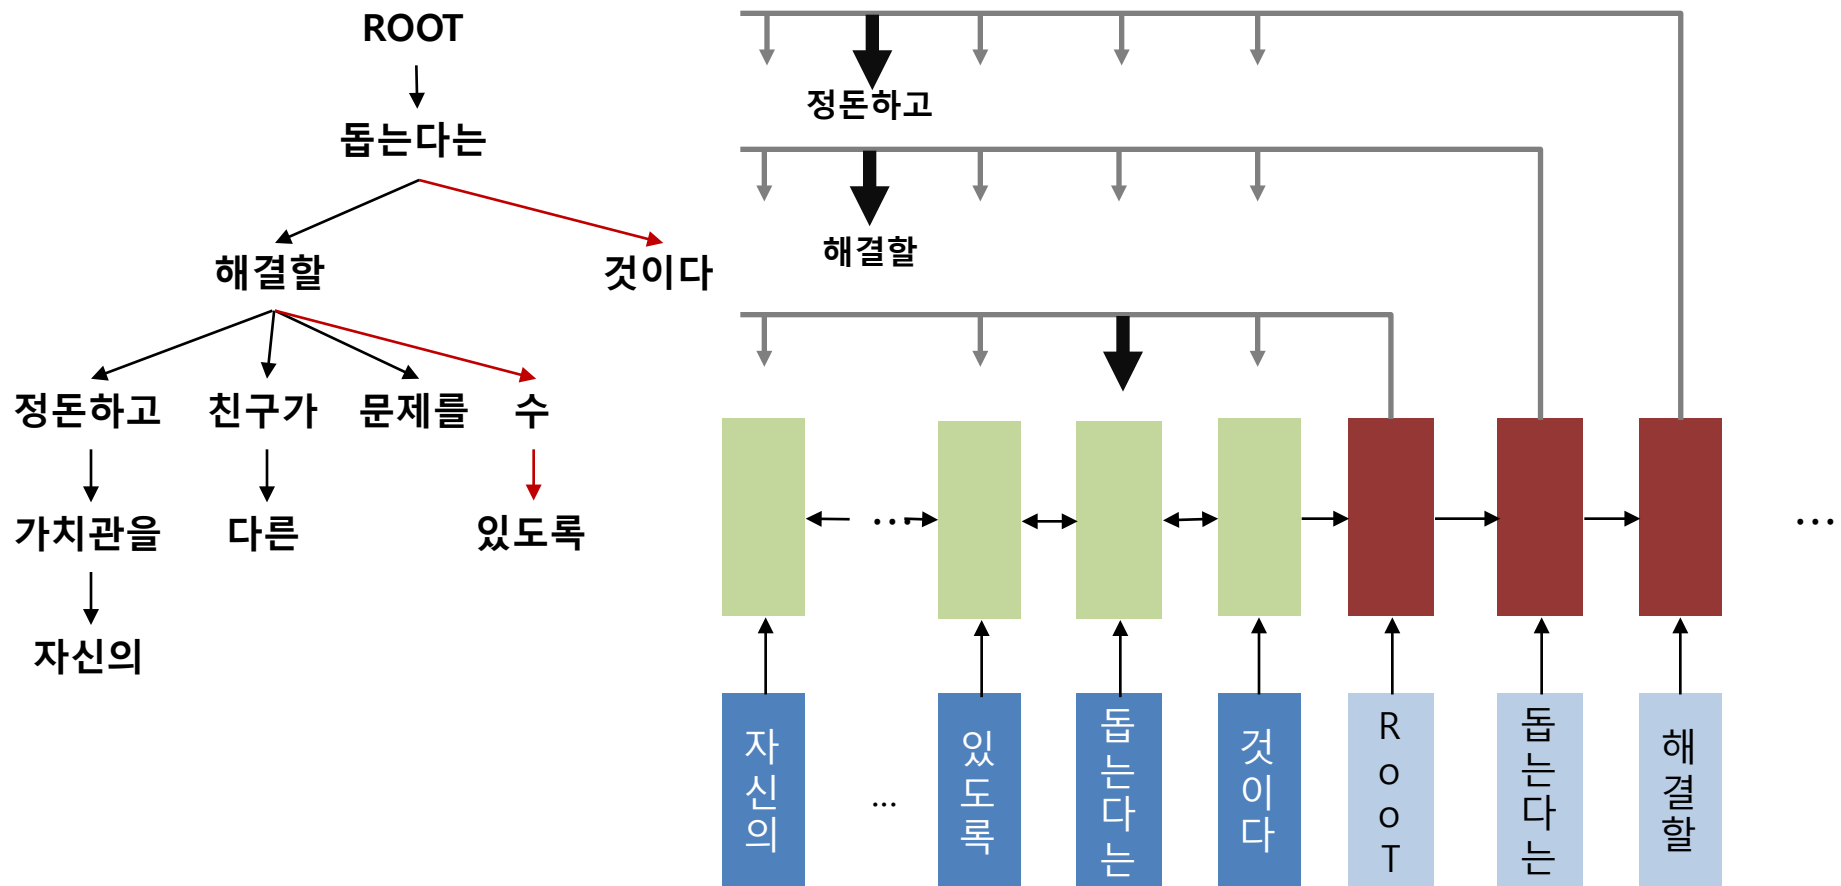 ROOT
돕는다는
해결할 것이다
정돈하고 친구가 문제를 수
가치관을 다른 있도록
자신의
정돈하고
해결할
...
...
자신의
...
있도록
돕는다는
것이다
RooT
돕는다는
해결할